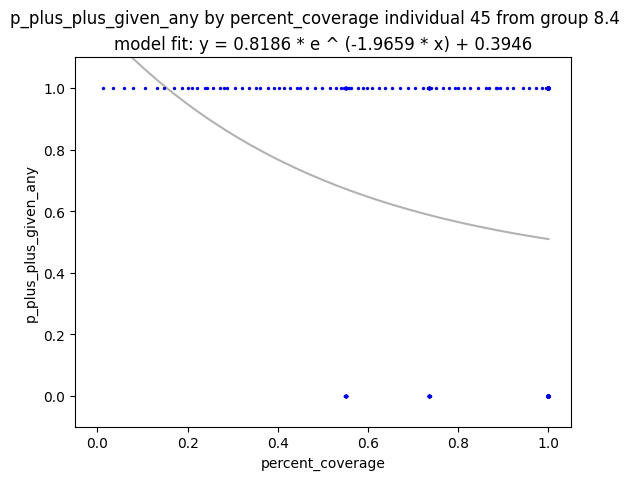 p_plus_plus_given_any by percent_coverage individual 45 from group 8.4
model fit: y = 0.8186 * e ^ (-1.9659 * x) + 0.3946
1.0
0.8
0.6
0.4
0.2
0.0
p_plus_plus_given_any
0.0 0.2 0.4 0.6 0.8 1.0
percent_coverage